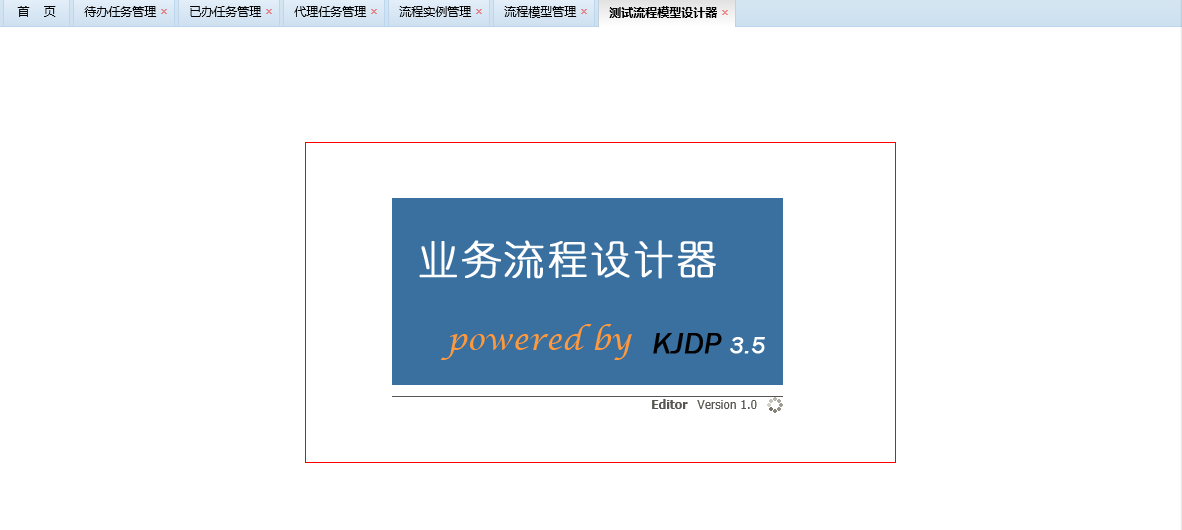 首 页 待办任务管理 × 已办任务管理 × 代理任务管理 × 流程实例管理 × 流程模型管理 × 测试流程模型设计器 ×
业务流程设计器
powered by KJDP 3.5
Editor Version 1.0